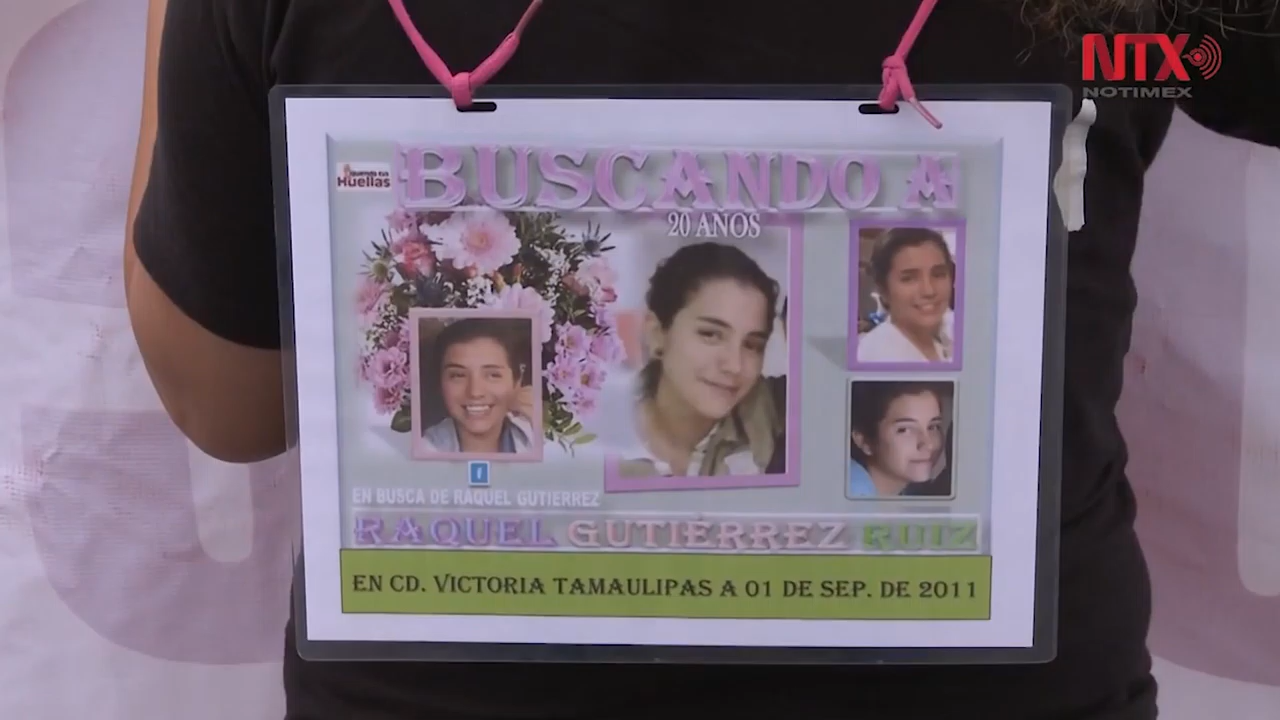 NTX
NOTIMEX
Huellas
BUSCANDO A
20 AÑOS
f
EN BUSCA DE RAQUEL GUTIERREZ
RAQUEL GUTIÉRREZ RUIZ
EN CD. VICTORIA TAMAULIPAS A 01 DE SEP. DE 2011